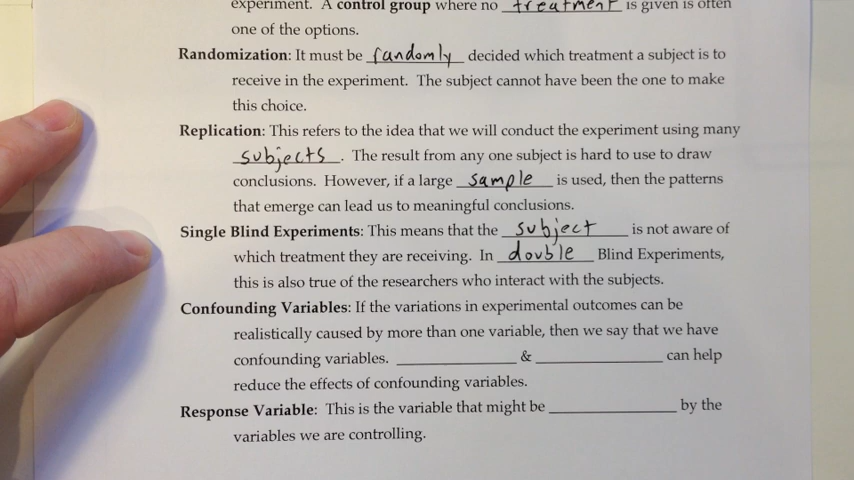 experiment. A control group where no treatment is given is often
one of the options.
Randomization: It must be randomly decided which treatment a subject is to
receive in the experiment. The subject cannot have been the one to make
this choice.
Replication: This refers to the idea that we will conduct the experiment using many
subjects. The result from any one subject is hard to use to draw
conclusions. However, if a large sample is used, then the patterns
that emerge can lead us to meaningful conclusions.
Single Blind Experiments: This means that the subject is not aware of
which treatment they are receiving. In double Blind Experiments,
this is also true of the researchers who interact with the subjects.
Confounding Variables: If the variations in experimental outcomes can be
realistically caused by more than one variable, then we say that we have
confounding variables. ____________ & ____________ can help
reduce the effects of confounding variables.
Response Variable: This is the variable that might be ____________ by the
variables we are controlling.